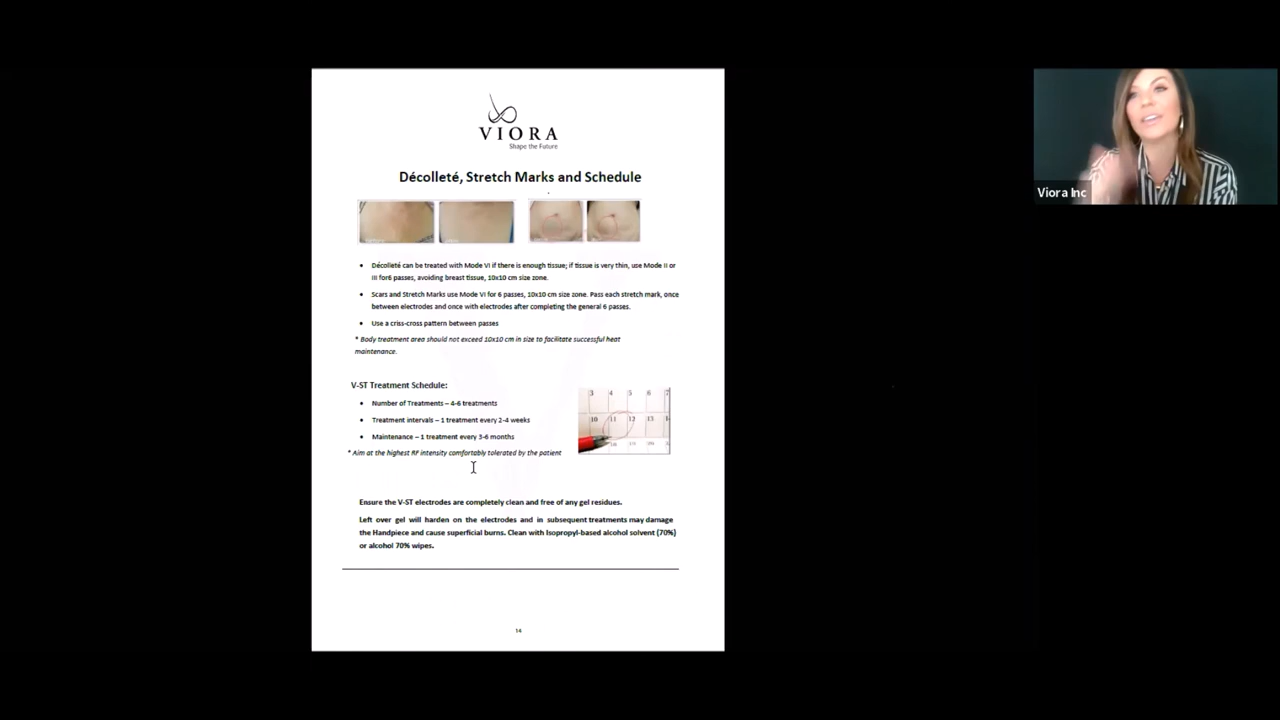 VIORA
Shape the Future
Décolleté, Stretch Marks and Schedule
• Décolleté can be treated with Mode VI if there is enough tissue; if tissue is very thin, use Mode II or
III for6 passes, avoiding breast tissue, 10x10 cm size zone.
• Scars and Stretch Marks use Mode VI for 6 passes, 10x10 cm size zone. Pass each stretch mark, once
between electrodes and once with electrodes after completing the general 6 passes.
• Use a criss-cross pattern between passes
* Body treatment area should not exceed 10x10 cm in size to facilitate successful heat
maintenance.
V-ST Treatment Schedule:
• Number of Treatments – 4-6 treatments
• Treatment intervals – 1 treatment every 2-4 weeks
• Maintenance – 1 treatment every 3-6 months
* Aim at the highest RF intensity comfortably tolerated by the patient
3 4 5 6 7
10 11 12 13
Ensure the V-ST electrodes are completely clean and free of any gel residues.
Left over gel will harden on the electrodes and in subsequent treatments may damage
the Handpiece and cause superficial burns. Clean with Isopropyl-based alcohol solvent (70%)
or alcohol 70% wipes.
14
Viora Inc